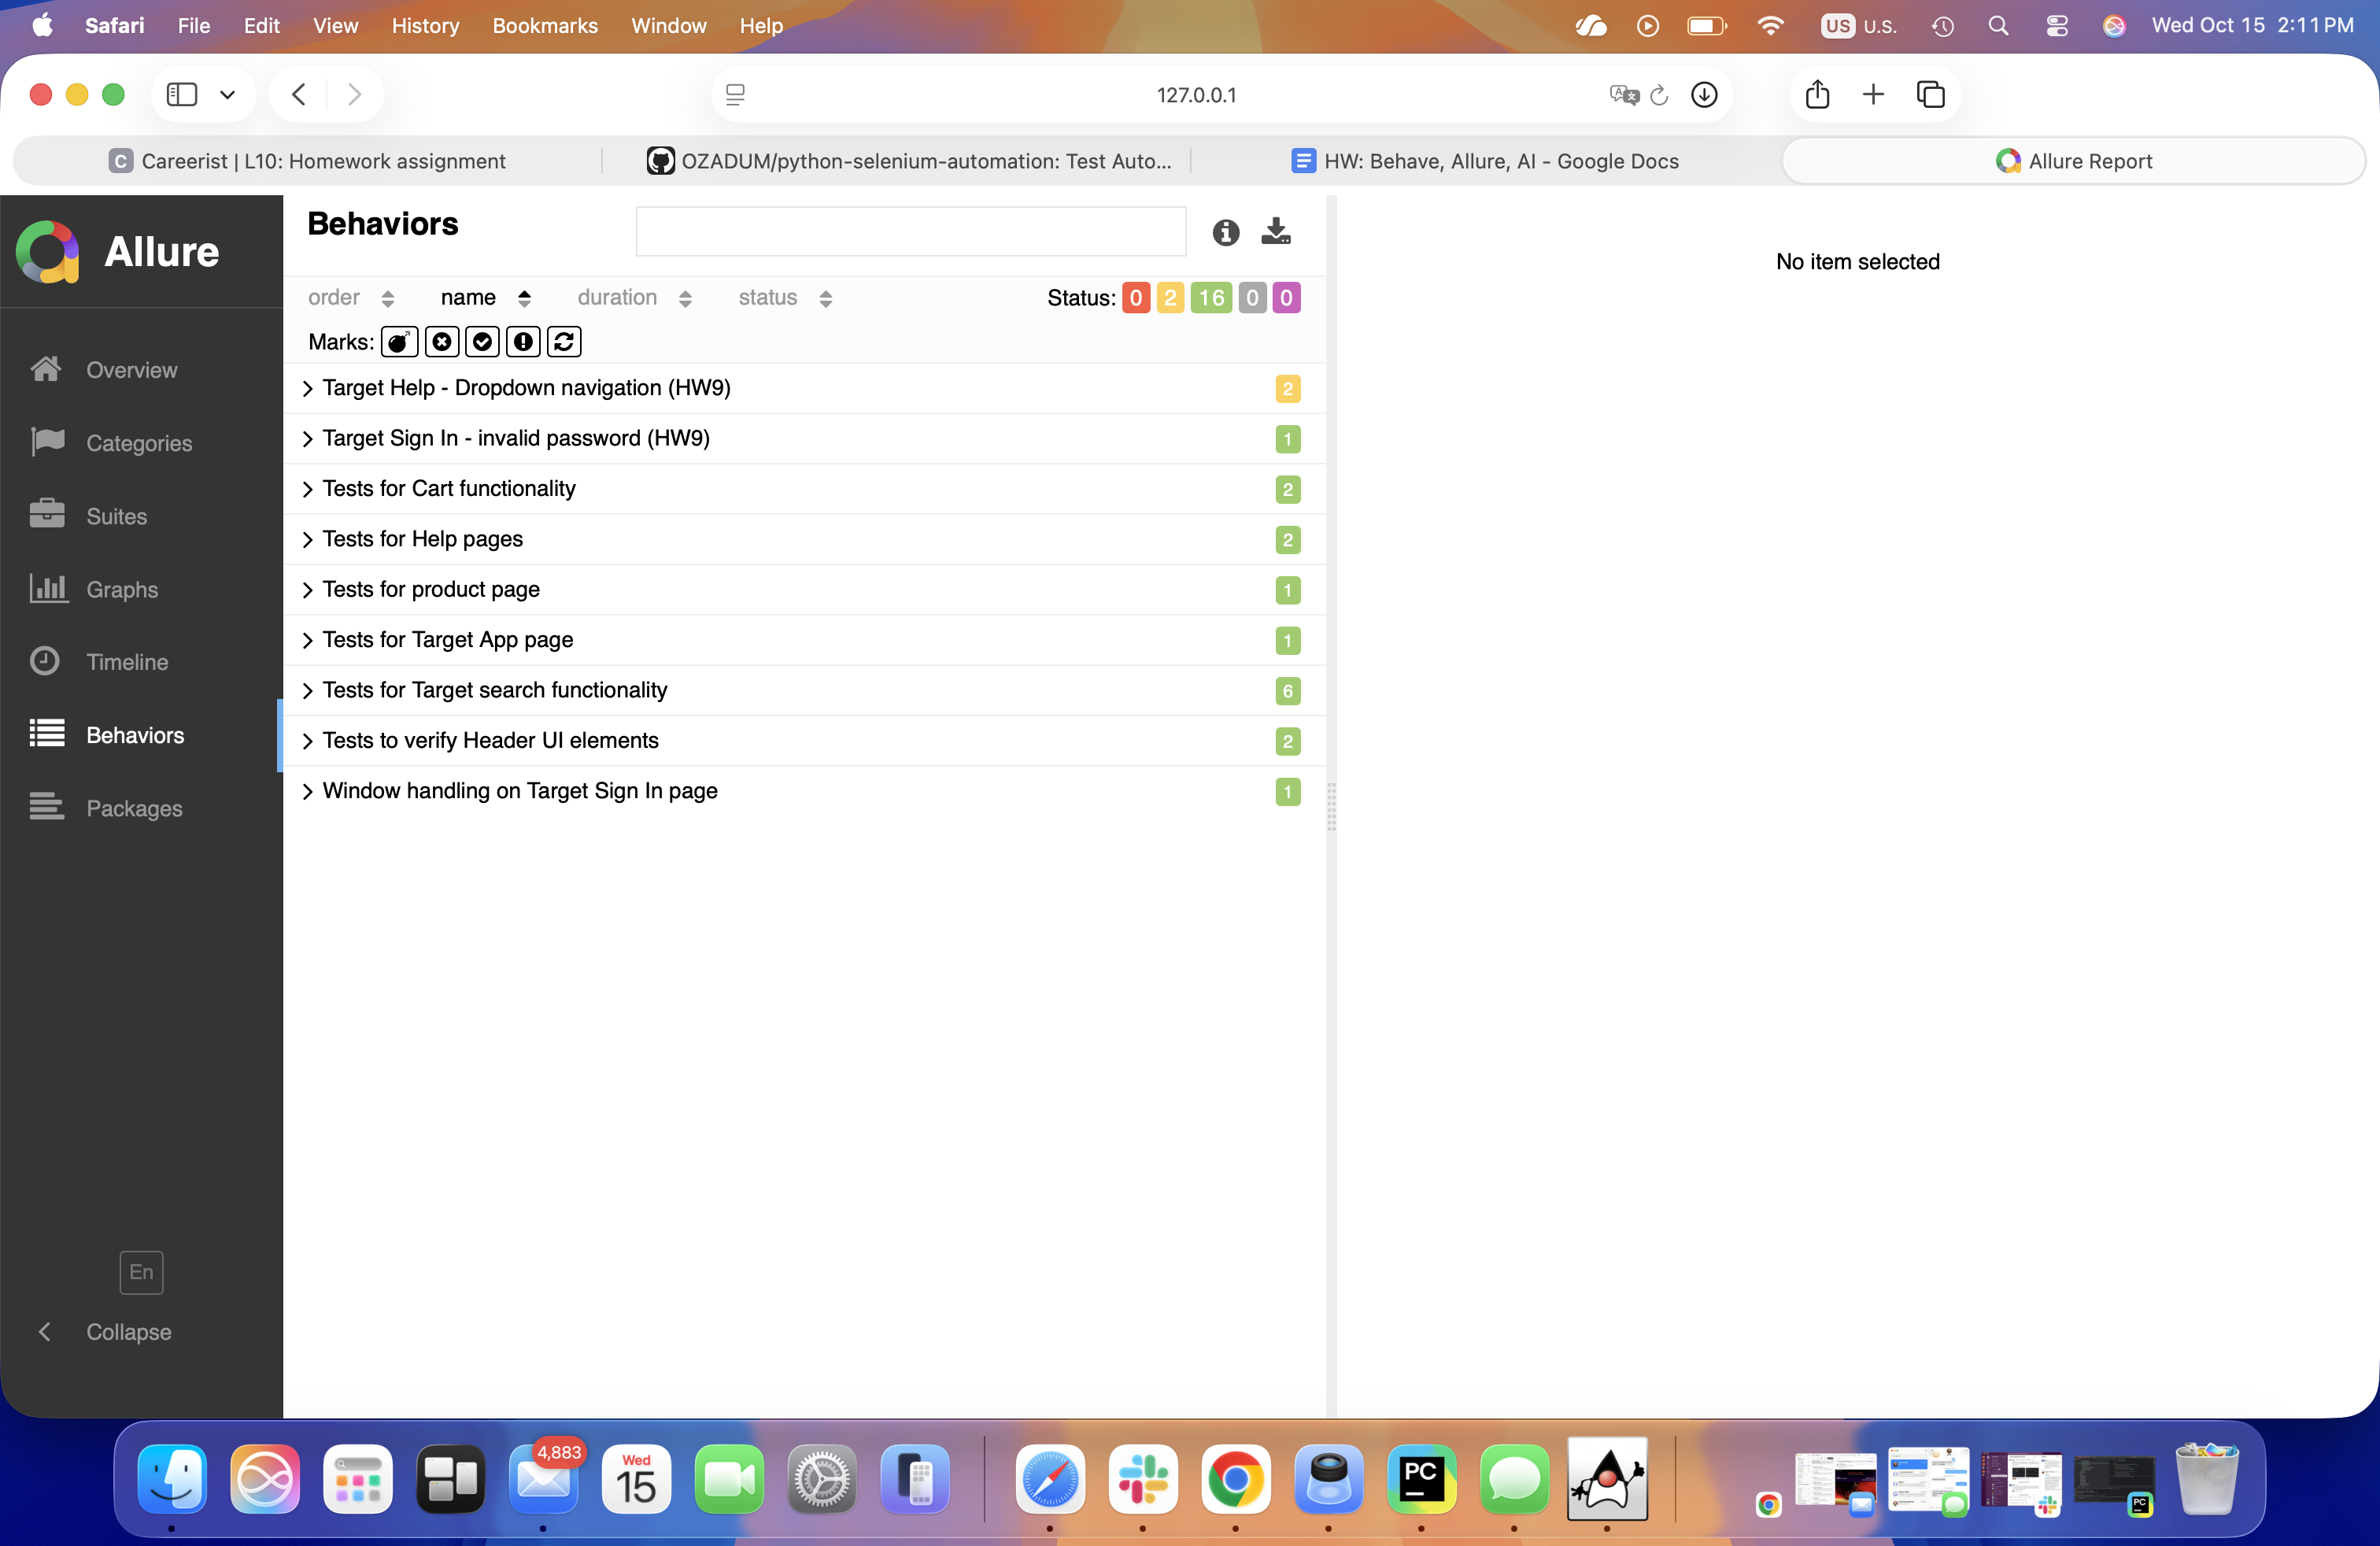 Safari File Edit View History Bookmarks Window Help US U.S. Wed Oct 15 2:11 PM
127.0.0.1
C Careerist | L10: Homework assignment OZADUM/python-selenium-automation: Test Auto... HW: Behave, Allure, AI - Google Docs Allure Report
Allure
Overview
Categories
Suites
Graphs
Timeline
Behaviors
Packages
En
Collapse
Behaviors
order name duration status Status: 0 2 16 0 0
Marks:
Target Help - Dropdown navigation (HW9) 2
Target Sign In - invalid password (HW9) 1
Tests for Cart functionality 2
Tests for Help pages 2
Tests for product page 1
Tests for Target App page 1
Tests for Target search functionality 6
Tests to verify Header UI elements 2
Window handling on Target Sign In page 1
No item selected
4,883
Wed
15
PC
PC